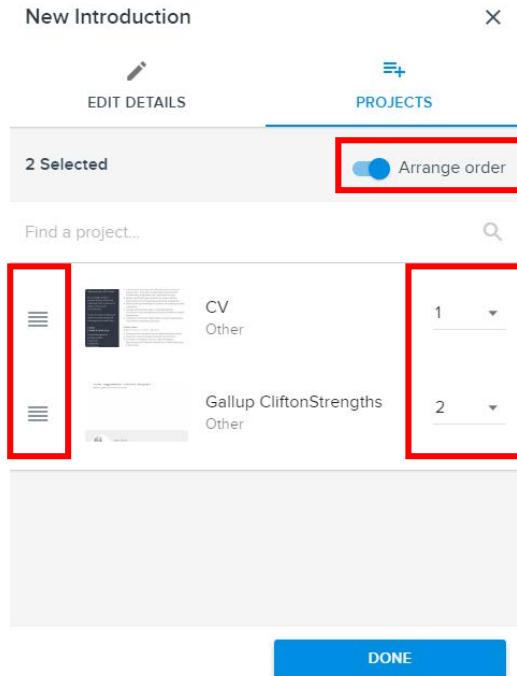 New Introduction
EDIT DETAILS
PROJECTS
2 Selected
Arrange order
Find a project...
CV
Other
1
Gallup CliftonStrengths
Other
2
DONE